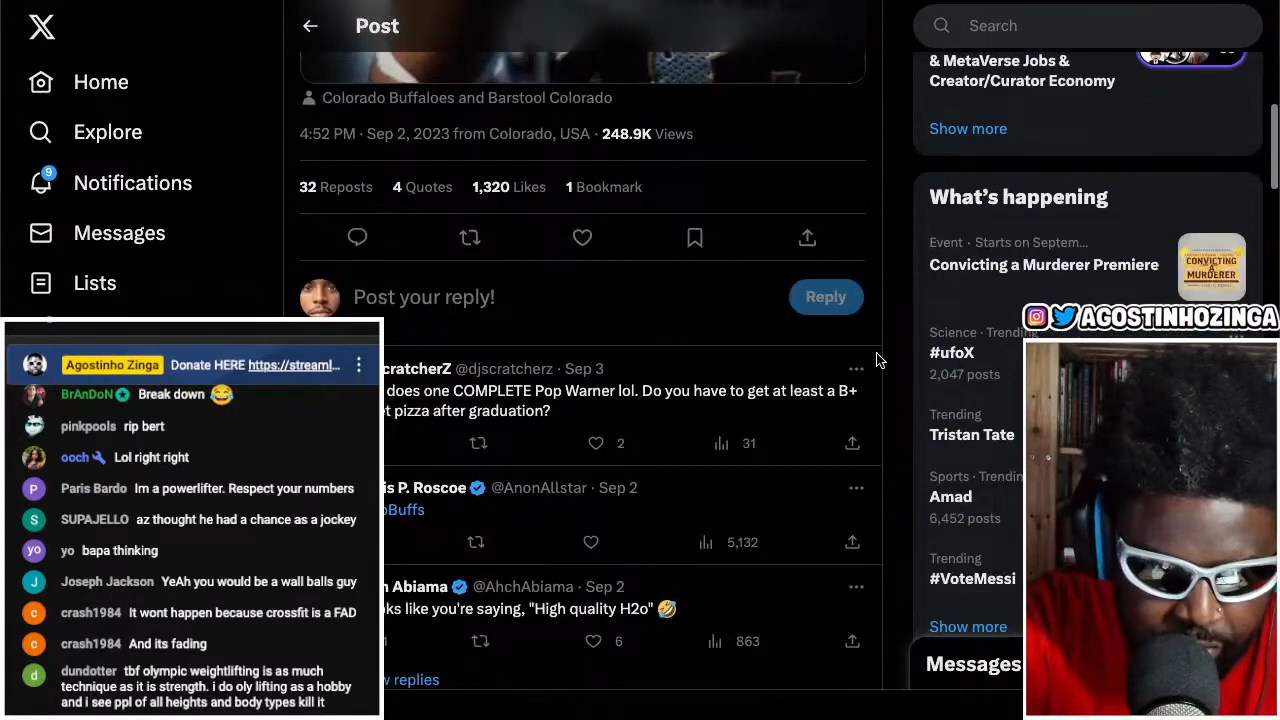 Home
Explore
9
Notifications
Messages
Lists
Post
Colorado Buffaloes and Barstool Colorado
4:52 PM · Sep 2, 2023 from Colorado, USA · 248.9K Views
32 Reposts 4 Quotes 1,320 Likes 1 Bookmark
Post your reply!
Reply
cratcherZ @djscratcherz · Sep 3
does one COMPLETE Pop Warner lol. Do you have to get at least a B+
t pizza after graduation?
2
31
is P. Roscoe @AnonAllstar · Sep 2
oBuffs
5,132
n Abiama @AhchAbiama · Sep 2
ks like you're saying, "High quality H2o" 🤣
1
6
863
w replies
Search
& MetaVerse Jobs &
Creator/Curator Economy
Show more
What's happening
Event · Starts on Septem...
Convicting a Murderer Premiere
CONVICTING
A
MURDERER
Science · Trending
#ufoX
2,047 posts
Trending
Tristan Tate
Sports · Trendin
Amad
6,452 posts
Trending
#VoteMessi
Show more
Messages
AGOSTINHOZINGA
Agostinho Zinga Donate HERE https://streaml...
BrAnDoN Break down 😂
pinkpools rip bert
ooch Lol right right
P Paris Bardo Im a powerlifter. Respect your numbers
S SUPAJELLO az thought he had a chance as a jockey
yo yo bapa thinking
J Joseph Jackson YeAh you would be a wall balls guy
c crash1984 It wont happen because crossfit is a FAD
c crash1984 And its fading
d dundotter tbf olympic weightlifting is as much
technique as it is strength. i do oly lifting as a hobby
and i see ppl of all heights and body types kill it